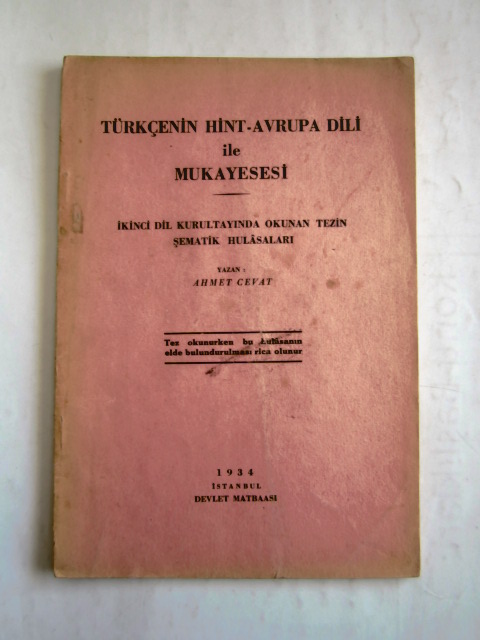 TÜRKÇENİN HİNT-AVRUPA DİLİ
ile
MUKAYESESİ
İKİNCİ DİL KURULTAYINDA OKUNAN TEZİN
ŞEMATİK HULÂSALARI
YAZAN :
AHMET CEVAT
Tez okunurken bu hulâsanın
elde bulundurulması rica olunur
1934
İSTANBUL
DEVLET MATBAASI